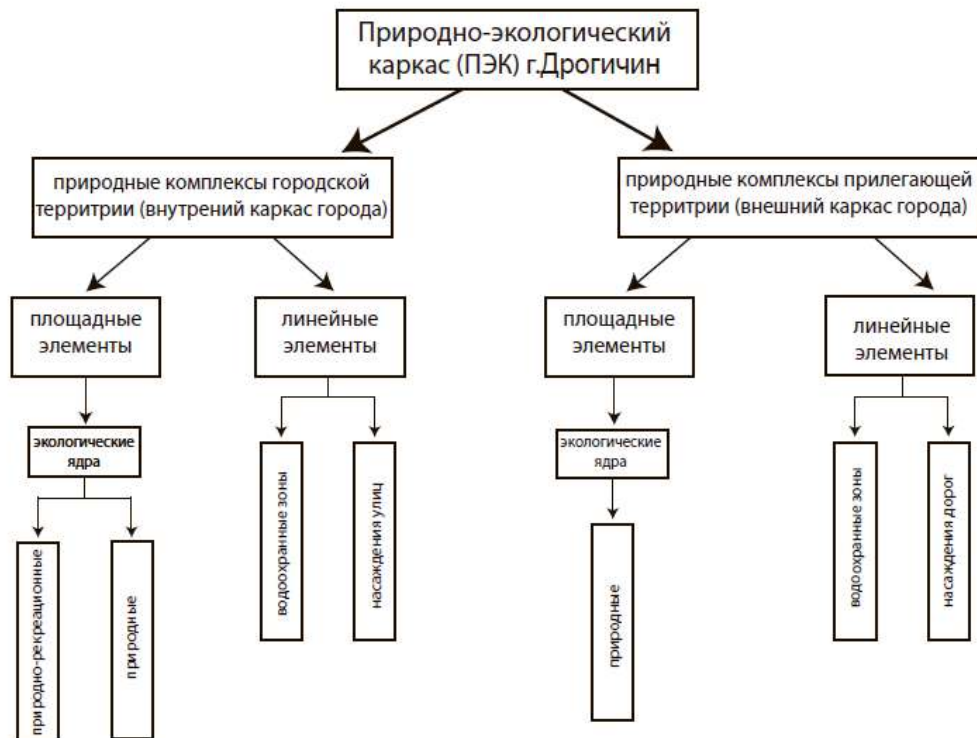 Природно-экологический
каркас (ПЭК) г.Дрогичин
природные комплексы городской
территрии (внутрений каркас города)
природные комплексы прилегающей
территрии (внешний каркас города)
площадные
элементы
линейные
элементы
площадные
элементы
линейные
элементы
экологические
ядра
водоохранные зоны
насаждения улиц
экологические
ядра
водоохранные зоны
насаждения дорог
природно-рекреационные
природные
природные